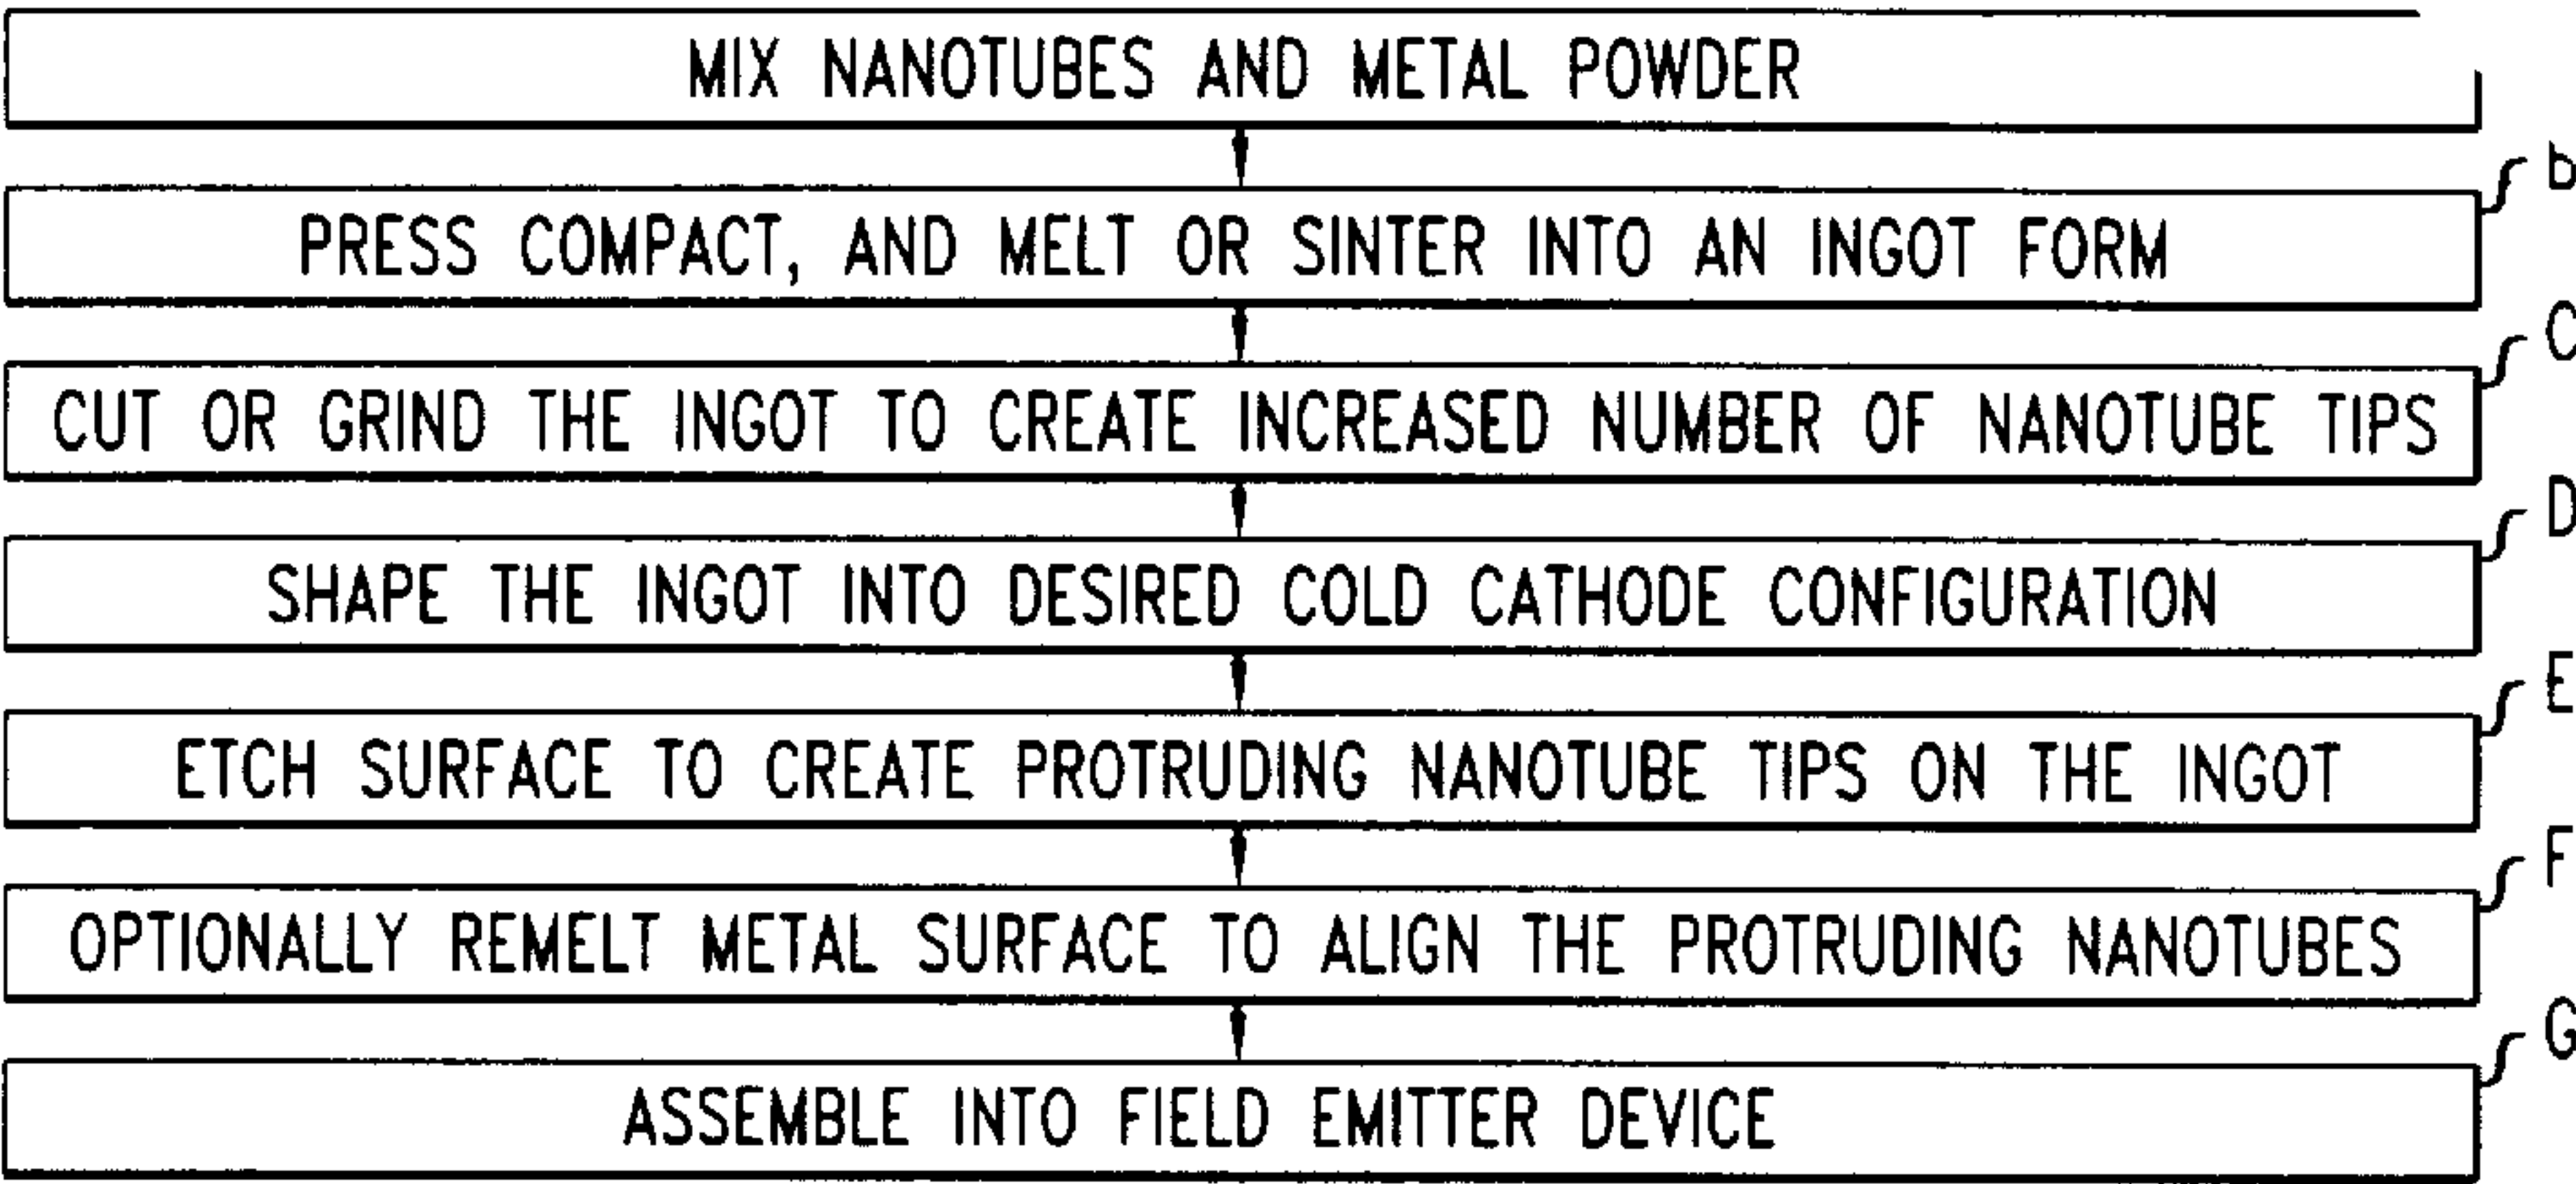 MIX NANOTUBES AND METAL POWDER
b
PRESS COMPACT, AND MELT OR SINTER INTO AN INGOT FORM
C
CUT OR GRIND THE INGOT TO CREATE INCREASED NUMBER OF NANOTUBE TIPS
D
SHAPE THE INGOT INTO DESIRED COLD CATHODE CONFIGURATION
E
ETCH SURFACE TO CREATE PROTRUDING NANOTUBE TIPS ON THE INGOT
F
OPTIONALLY REMELT METAL SURFACE TO ALIGN THE PROTRUDING NANOTUBES
G
ASSEMBLE INTO FIELD EMITTER DEVICE